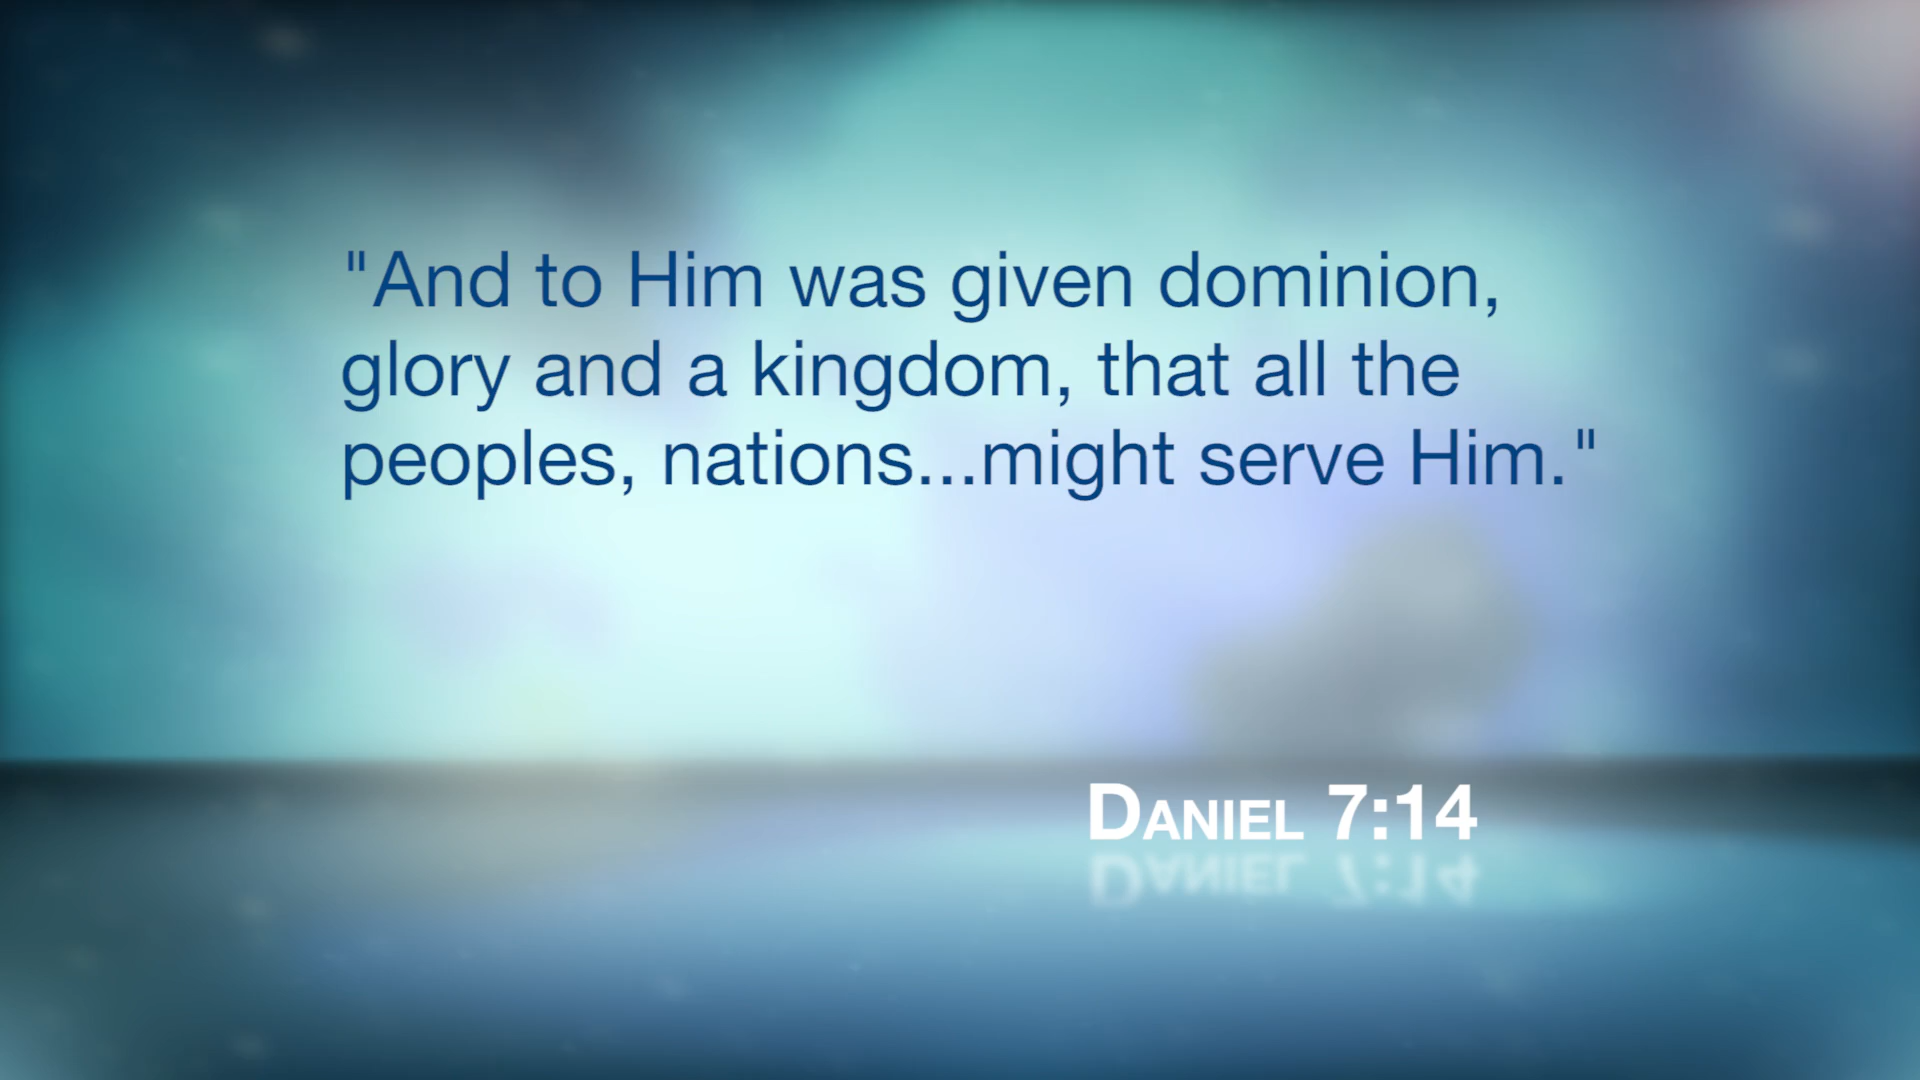 "And to Him was given dominion,
glory and a kingdom, that all the
peoples, nations...might serve Him."
DANIEL 7:14